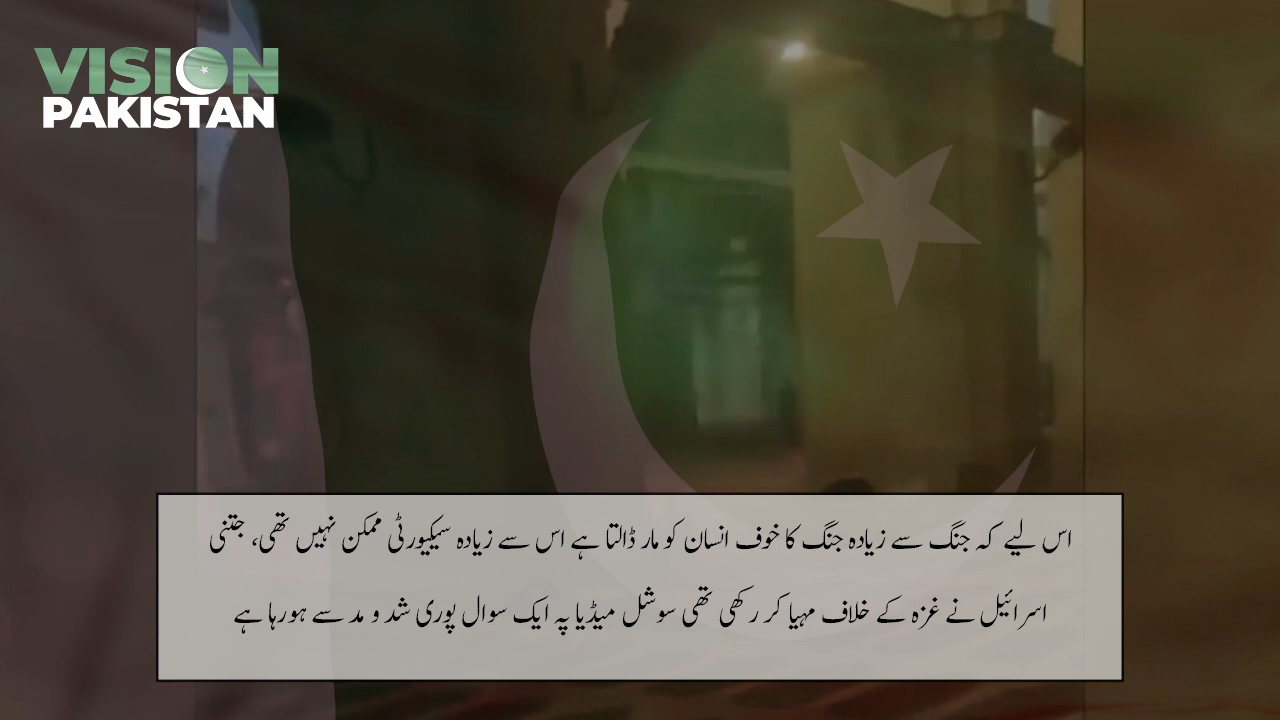 VISION
PAKISTAN
اس لیے کہ جنگ سے زیادہ جنگ کا خوف انسان کو مار ڈالتا ہے اس سے زیادہ سیکیورٹی ممکن نہیں تھی، جتنی
اسرائیل نے غزہ کے خلاف مہیا کر رکھی تھی سوشل میڈیا پہ ایک سوال پوری شد و مد سے ہورہا ہے